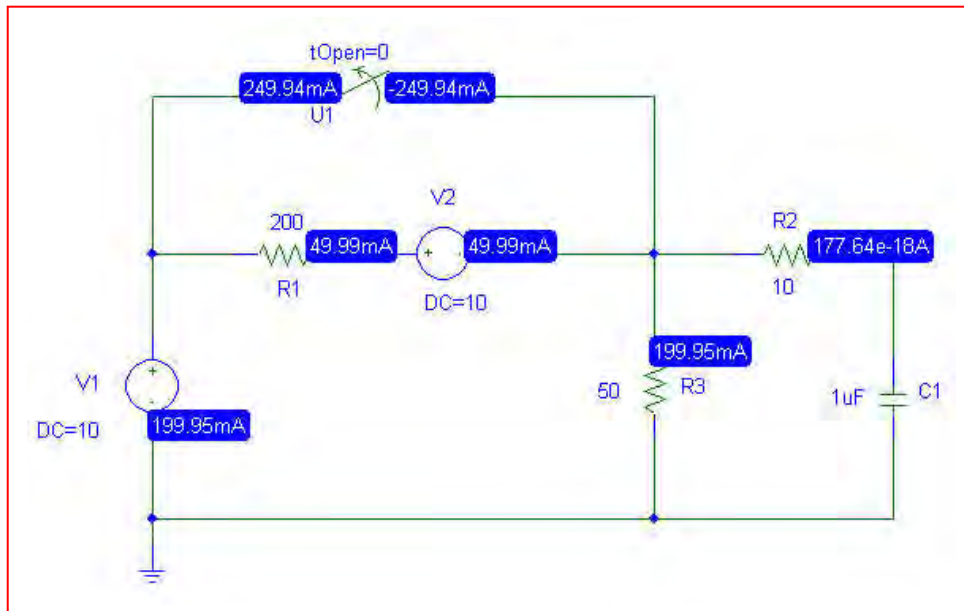 tOpen=0
249.94mA -249.94mA
U1
V2
200 R2
49.99mA + - 49.99mA 177.64e-18A
R1 10
DC=10
199.95mA
V1 + 50 R3 1uF C1
-
DC=10 199.95mA